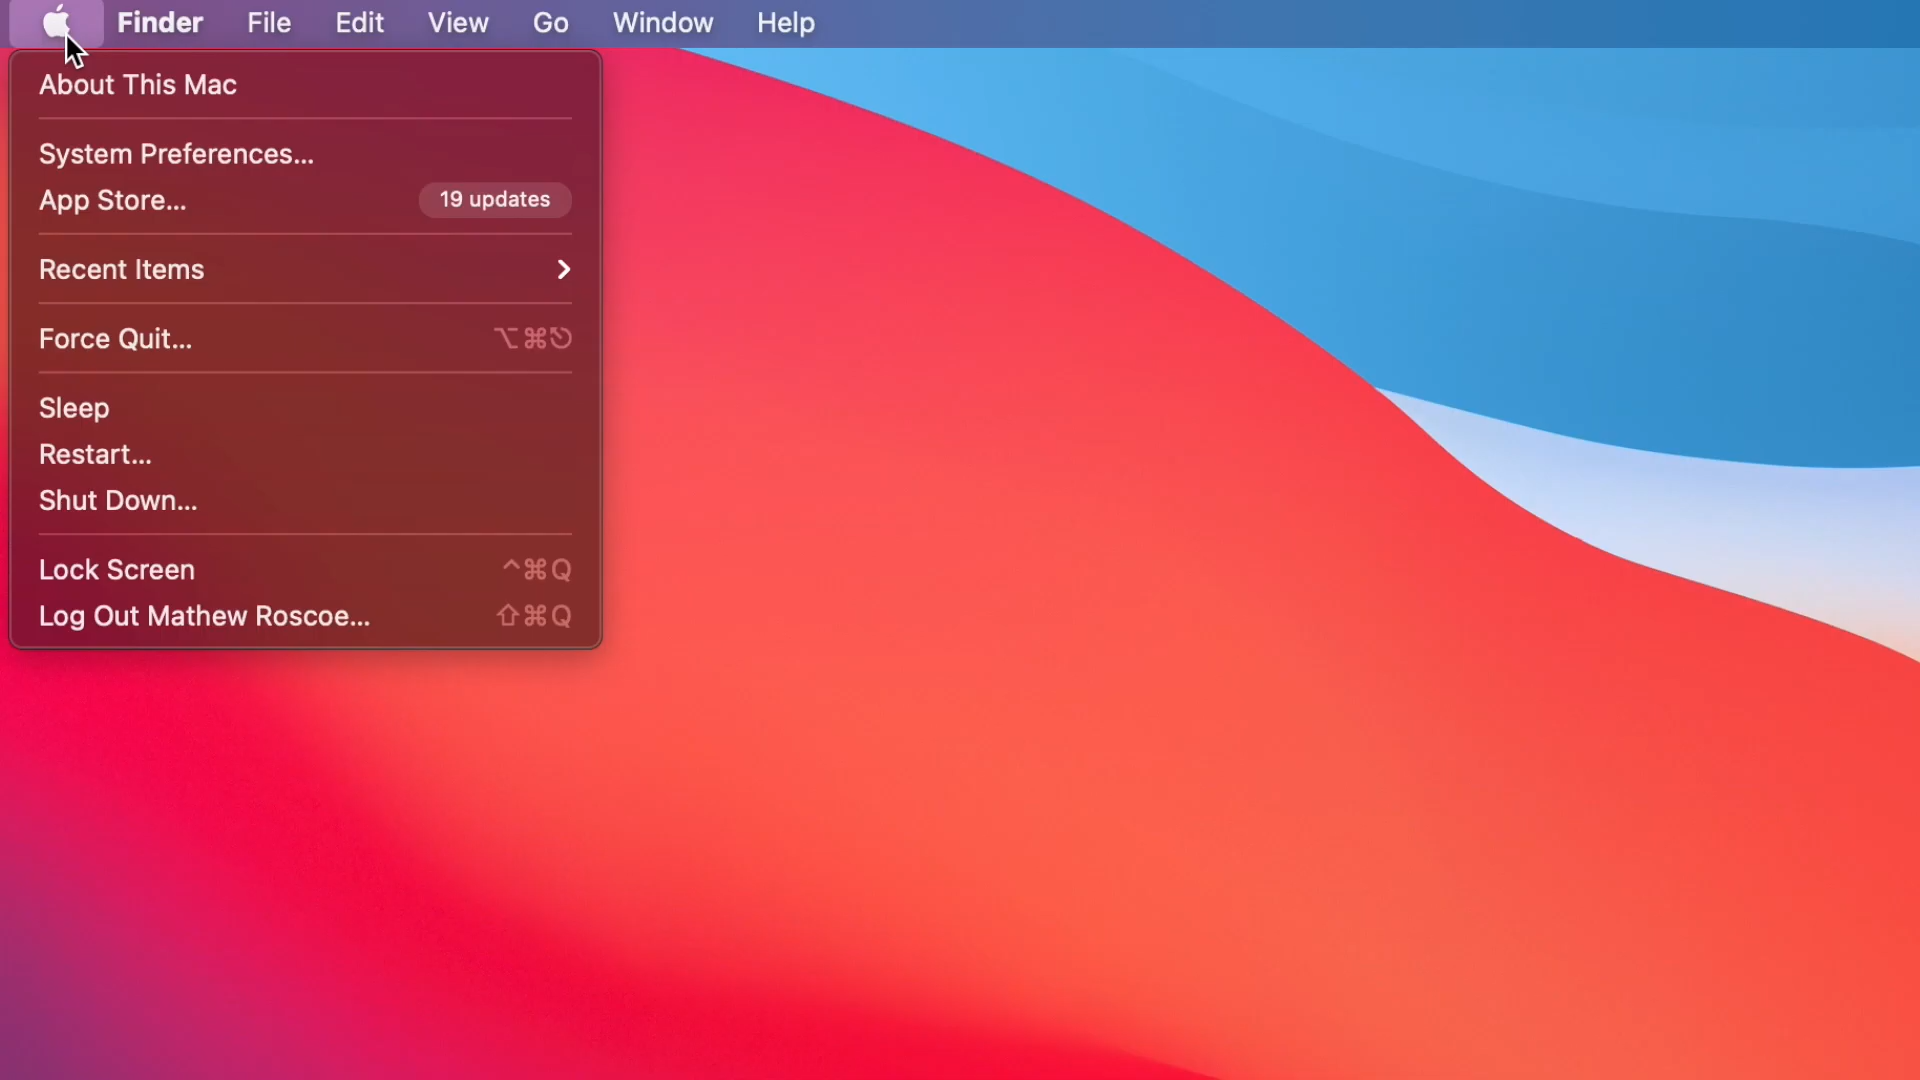 Finder File Edit View Go Window Help
About This Mac
System Preferences...
App Store... 19 updates
Recent Items
Force Quit... ⌥⌘⎋
Sleep
Restart...
Shut Down...
Lock Screen ^⌘Q
Log Out Mathew Roscoe... ⇧⌘Q